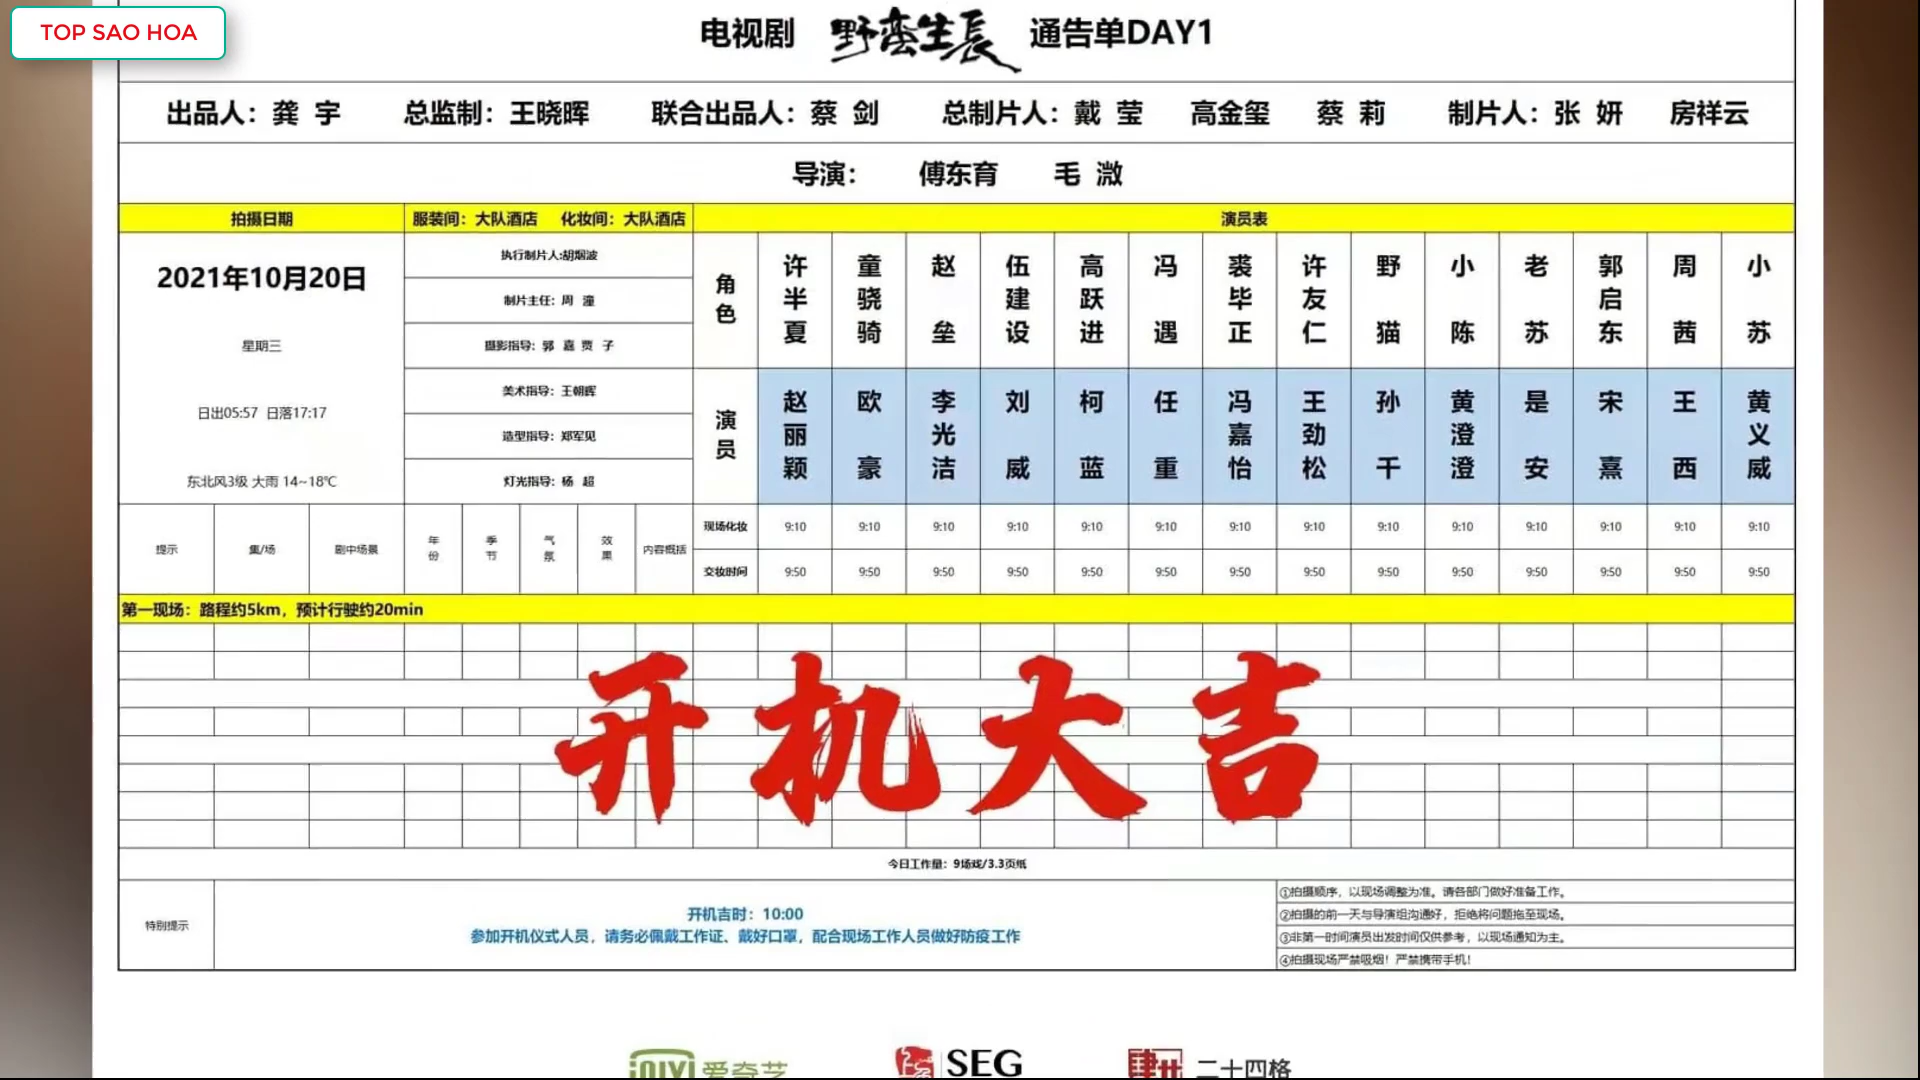 TOP SAO HOA
电视剧 野蛮生長 通告单DAY1
出品人：龚 宇 总监制：王晓晖 联合出品人：蔡 剑 总制片人：戴 莹 高金玺 蔡 莉 制片人：张 妍 房祥云
导演： 傅东育 毛 溦
拍摄日期 服装间：大队酒店 化妆间：大队酒店 演员表
2021年10月20日
星期三
日出05:57 日落17:17
东北风3级 大雨 14~18℃
执行制片人:胡烟波
制片主任：周 潼
摄影指导：郭 嘉 贾 子
美术指导：王朝晖
造型指导：郑军见
灯光指导：杨 超
角色 许半夏 童骁骑 赵垒 伍建设 高跃进 冯遇 裘毕正 许友仁 野猫 小陈 老苏 郭启东 周茜 小苏
演员 赵丽颖 欧豪 李光洁 刘威 柯蓝 任重 冯嘉怡 王劲松 孙千 黄澄澄 是安 宋熹 王西 黄义威
提示 集/场 剧中场景 年份 季节 气氛 效果 内容概括
现场化妆 9:10 9:10 9:10 9:10 9:10 9:10 9:10 9:10 9:10 9:10 9:10 9:10 9:10 9:10
交妆时间 9:50 9:50 9:50 9:50 9:50 9:50 9:50 9:50 9:50 9:50 9:50 9:50 9:50 9:50
第一现场：路程约5km，预计行驶约20min
开机大吉
今日工作量：9场戏/3.3页纸
特别提示
开机吉时：10:00
参加开机仪式人员，请务必佩戴工作证、戴好口罩，配合现场工作人员做好防疫工作
①拍摄顺序，以现场调整为准。请各部门做好准备工作。
②拍摄的前一天与导演组沟通好，拒绝将问题拖至现场。
③非第一时间演员出发时间仅供参考，以现场通知为主。
④拍摄现场严禁吸烟！严禁携带手机！
iQIYI 爱奇艺 SEG 二十四格